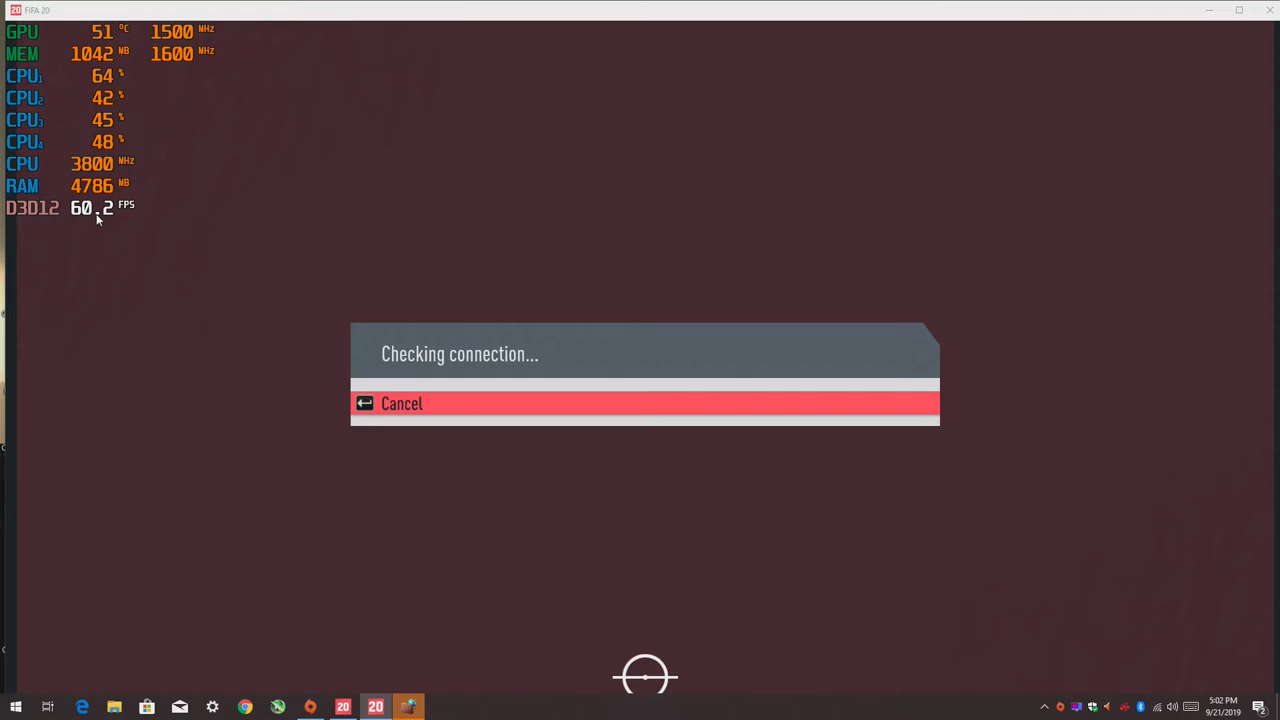 20 FIFA 20
GPU 51 °C 1500 MHz
MEM 1042 MB 1600 MHz
CPU1 64 %
CPU2 42 %
CPU3 45 %
CPU4 48 %
CPU 3800 MHz
RAM 4786 MB
D3D12 60.2 FPS
Checking connection...
Cancel
20 20
5:02 PM
9/21/2019
2